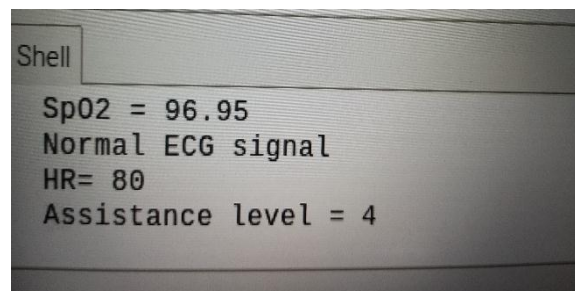 Shell
SpO2 = 96.95
Normal ECG signal
HR= 80
Assistance level = 4